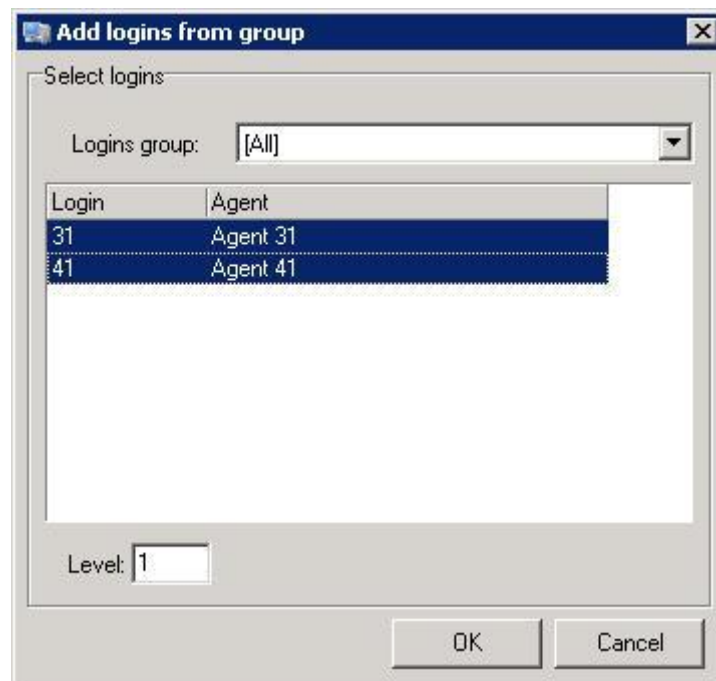 Add logins from group
Select logins
Logins group: [All]
Login Agent
31 Agent 31
41 Agent 41
Level: 1
OK Cancel